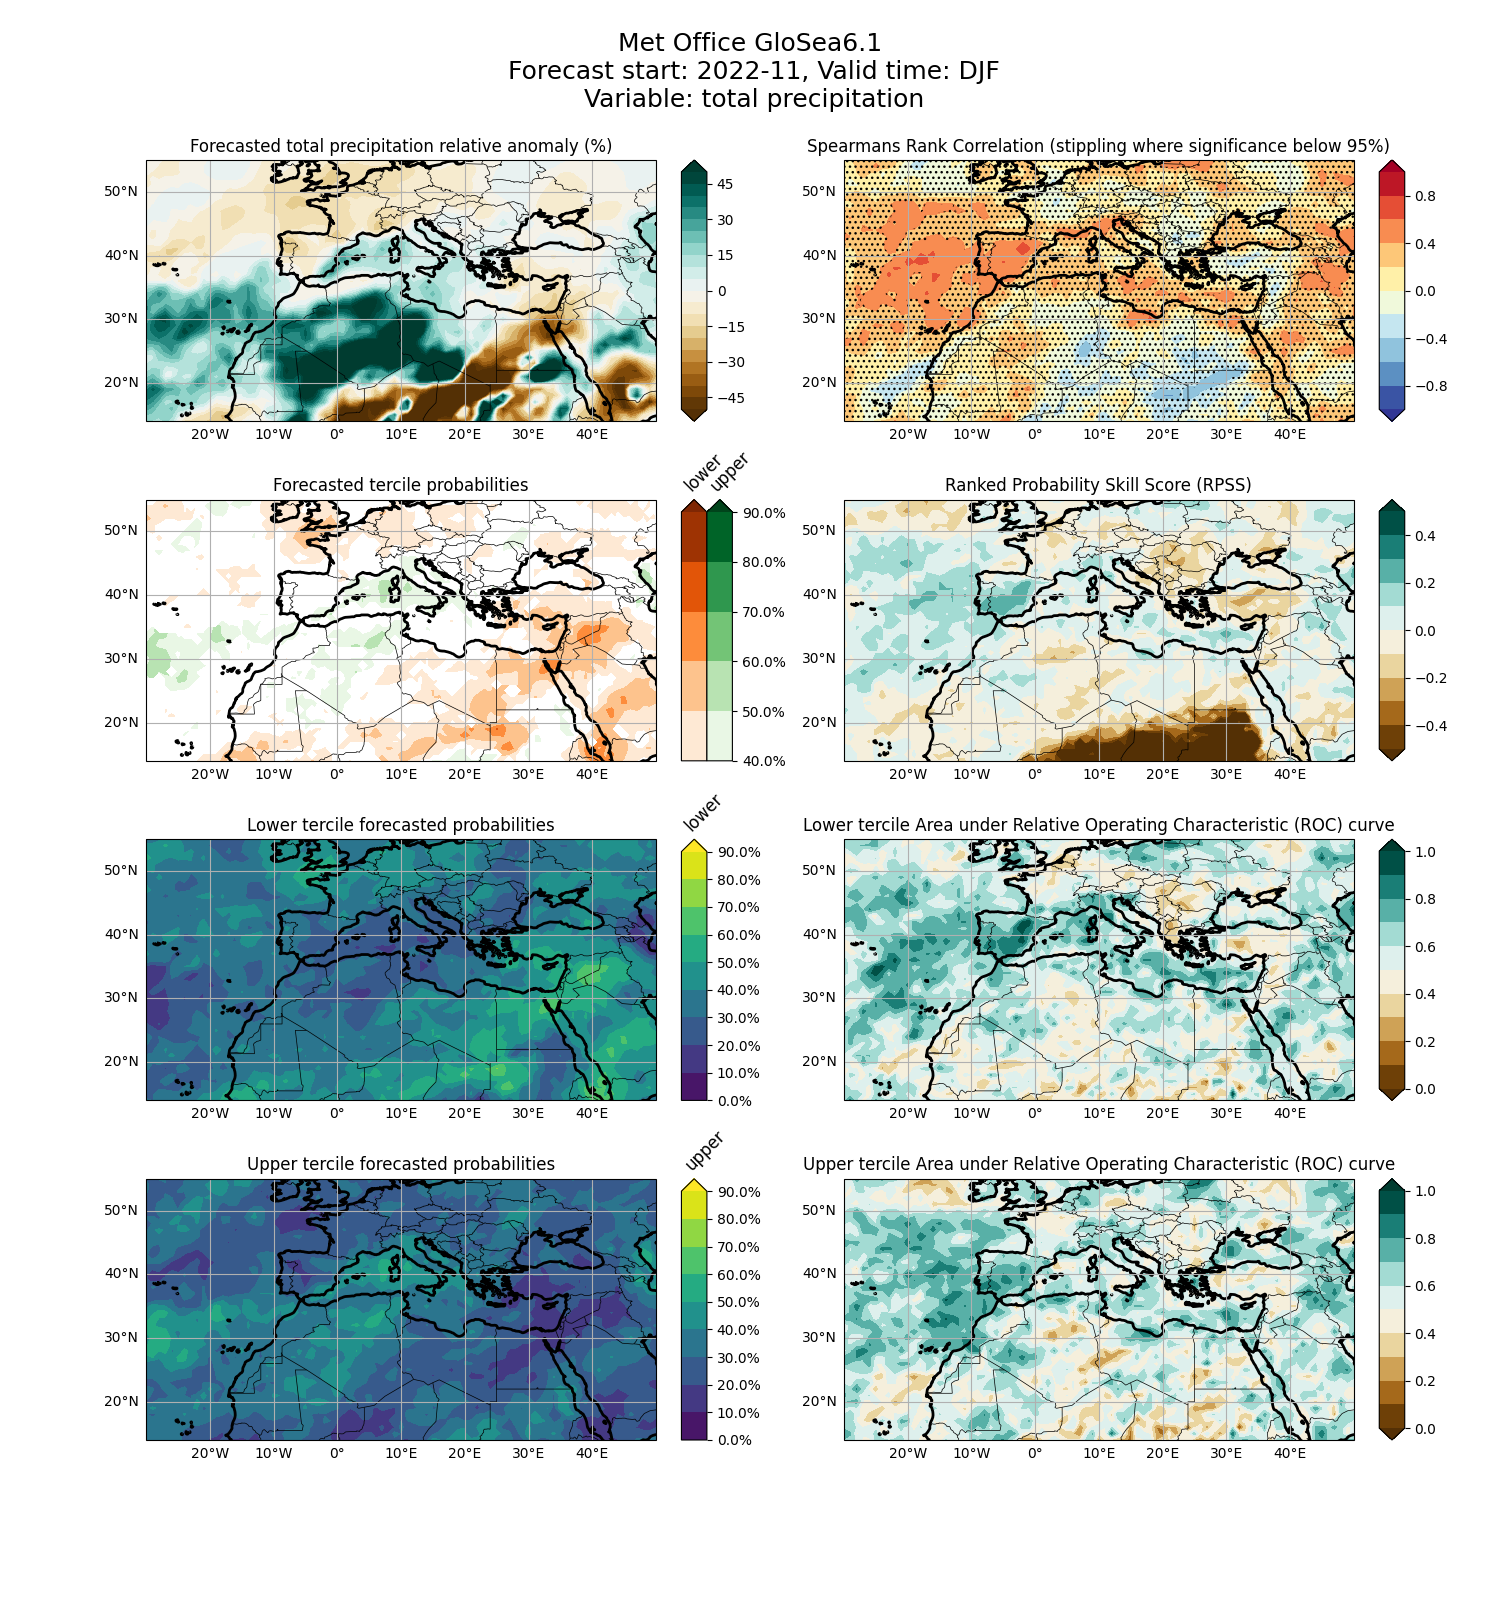 Met Office GloSea6.1
Forecast start: 2022-11, Valid time: DJF
Variable: total precipitation
Forecasted total precipitation relative anomaly (%)
50°N
40°N
30°N
20°N
20°W 10°W 0° 10°E 20°E 30°E 40°E
45
30
15
0
−15
−30
−45
Spearmans Rank Correlation (stippling where significance below 95%)
50°N
40°N
30°N
20°N
20°W 10°W 0° 10°E 20°E 30°E 40°E
0.8
0.4
0.0
−0.4
−0.8
Forecasted tercile probabilities
50°N
40°N
30°N
20°N
20°W 10°W 0° 10°E 20°E 30°E 40°E
lower
upper
90.0%
80.0%
70.0%
60.0%
50.0%
40.0%
Ranked Probability Skill Score (RPSS)
50°N
40°N
30°N
20°N
20°W 10°W 0° 10°E 20°E 30°E 40°E
0.4
0.2
0.0
−0.2
−0.4
Lower tercile forecasted probabilities
50°N
40°N
30°N
20°N
20°W 10°W 0° 10°E 20°E 30°E 40°E
lower
90.0%
80.0%
70.0%
60.0%
50.0%
40.0%
30.0%
20.0%
10.0%
0.0%
Lower tercile Area under Relative Operating Characteristic (ROC) curve
50°N
40°N
30°N
20°N
20°W 10°W 0° 10°E 20°E 30°E 40°E
1.0
0.8
0.6
0.4
0.2
0.0
Upper tercile forecasted probabilities
50°N
40°N
30°N
20°N
20°W 10°W 0° 10°E 20°E 30°E 40°E
upper
90.0%
80.0%
70.0%
60.0%
50.0%
40.0%
30.0%
20.0%
10.0%
0.0%
Upper tercile Area under Relative Operating Characteristic (ROC) curve
50°N
40°N
30°N
20°N
20°W 10°W 0° 10°E 20°E 30°E 40°E
1.0
0.8
0.6
0.4
0.2
0.0